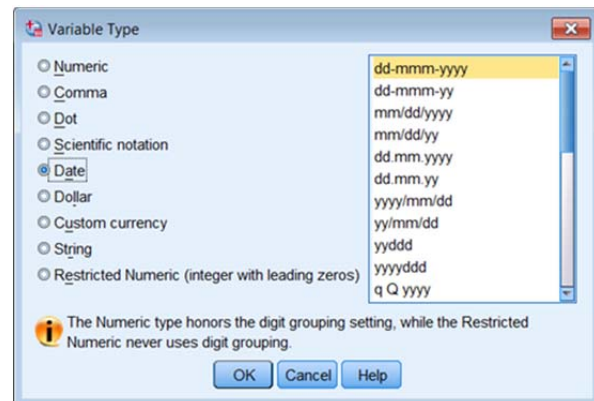 Variable Type
Numeric
Comma
Dot
Scientific notation
Date
Dollar
Custom currency
String
Restricted Numeric (integer with leading zeros)
dd-mmm-yyyy
dd-mmm-yy
mm/dd/yyyy
mm/dd/yy
dd.mm.yyyy
dd.mm.yy
yyyy/mm/dd
yy/mm/dd
yyddd
yyyyddd
q Q yyyy
The Numeric type honors the digit grouping setting, while the Restricted
Numeric never uses digit grouping.
OK Cancel Help